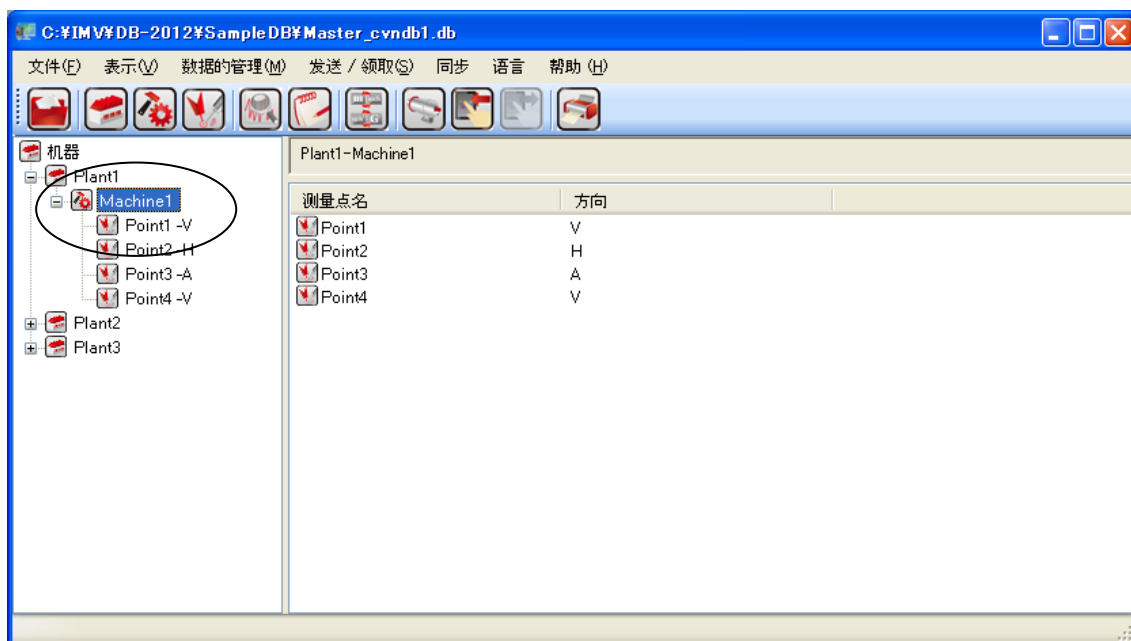 C:¥IMV¥DB-2012¥SampleDB¥Master_cvndb1.db
文件(F) 表示(V) 数据的管理(M) 发送 / 领取(S) 同步 语言 帮助 (H)
机器
Plant1
Machine1
Point1 -V
Point2 -H
Point3 -A
Point4 -V
Plant2
Plant3
Plant1-Machine1
测量点名 方向
Point1 V
Point2 H
Point3 A
Point4 V